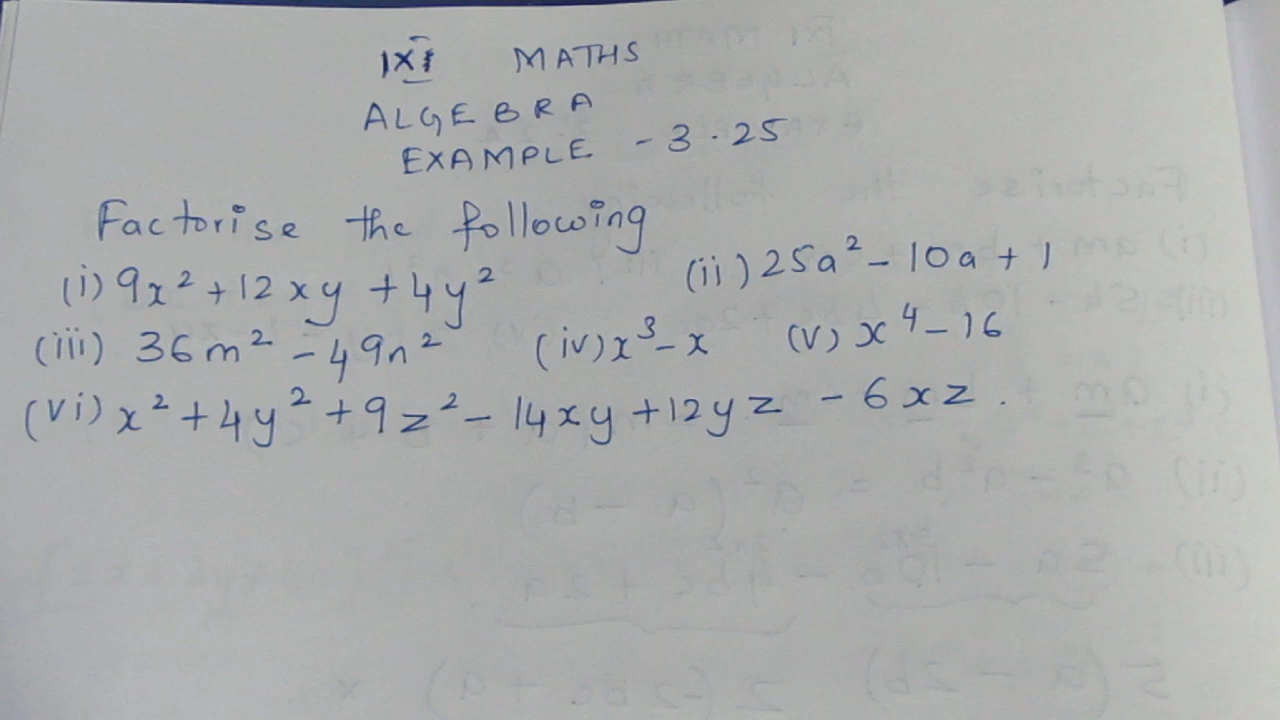 IX MATHS
ALGEBRA
EXAMPLE - 3.25
Factorise the following
(i) 9x² + 12xy + 4y² (ii) 25a² - 10a + 1
(iii) 36m² - 49n² (iv) x³ - x (v) x⁴ - 16
(vi) x² + 4y² + 9z² - 14xy + 12yz - 6xz.